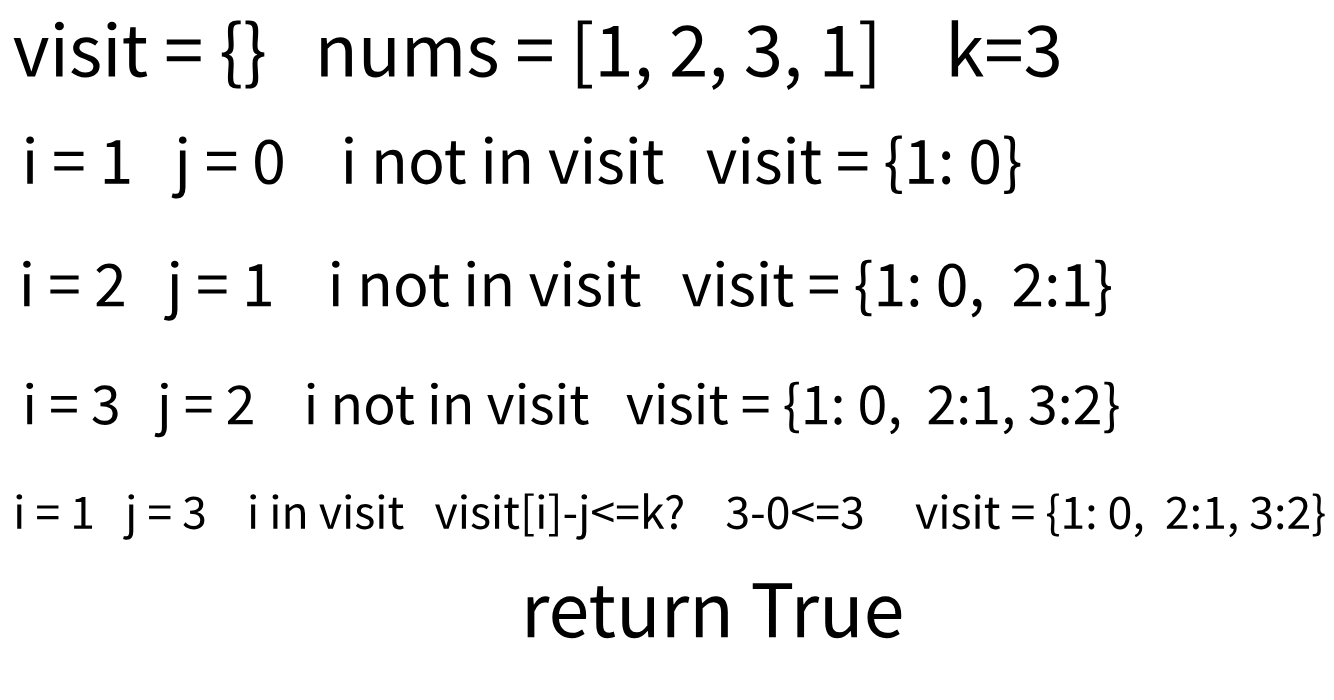 visit = {} nums = [1, 2, 3, 1] k=3
i = 1 j = 0 i not in visit visit = {1: 0}
i = 2 j = 1 i not in visit visit = {1: 0, 2:1}
i = 3 j = 2 i not in visit visit = {1: 0, 2:1, 3:2}
i = 1 j = 3 i in visit visit[i]-j<=k? 3-0<=3 visit = {1: 0, 2:1, 3:2}
return True